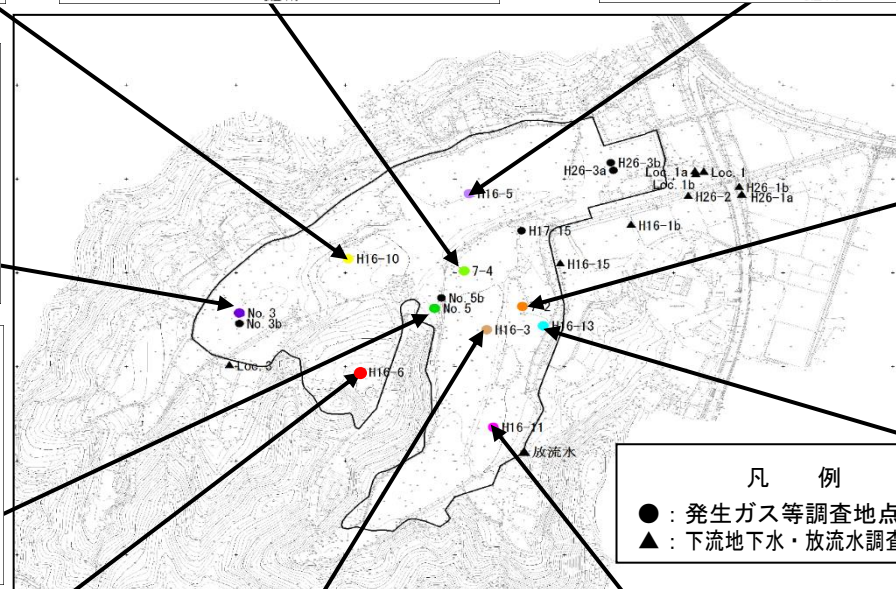 H26-3b
H26-3a
Loc. 1a
Loc. 1
Loc. 1b
H26-1b
H26-2
H26-1a
H16-5
H16-1b
H17-15
H16-10
7-4
H16-15
No. 5b
No. 3
No. 5
No. 3b
H16-3
H16-13
Loc. 3
H16-6
H16-11
放流水
凡 例
● : 発生ガス等調査地点
▲ : 下流地下水・放流水調査